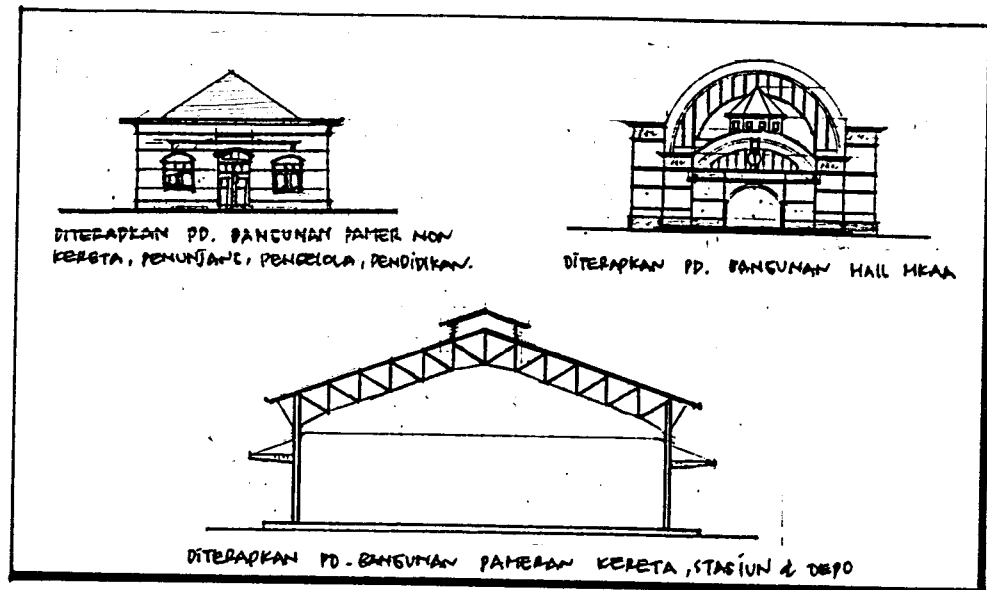 DITERAPKAN PD. BANGUNAN PAMER NON
KERETA, PENUNJANG, PENGELOLA, PENDIDIKAN.
DITERAPKAN PD. BANGUNAN HALL MKAA
DITERAPKAN PD. BANGUNAN PAMERAN KERETA, STASIUN & DEPO